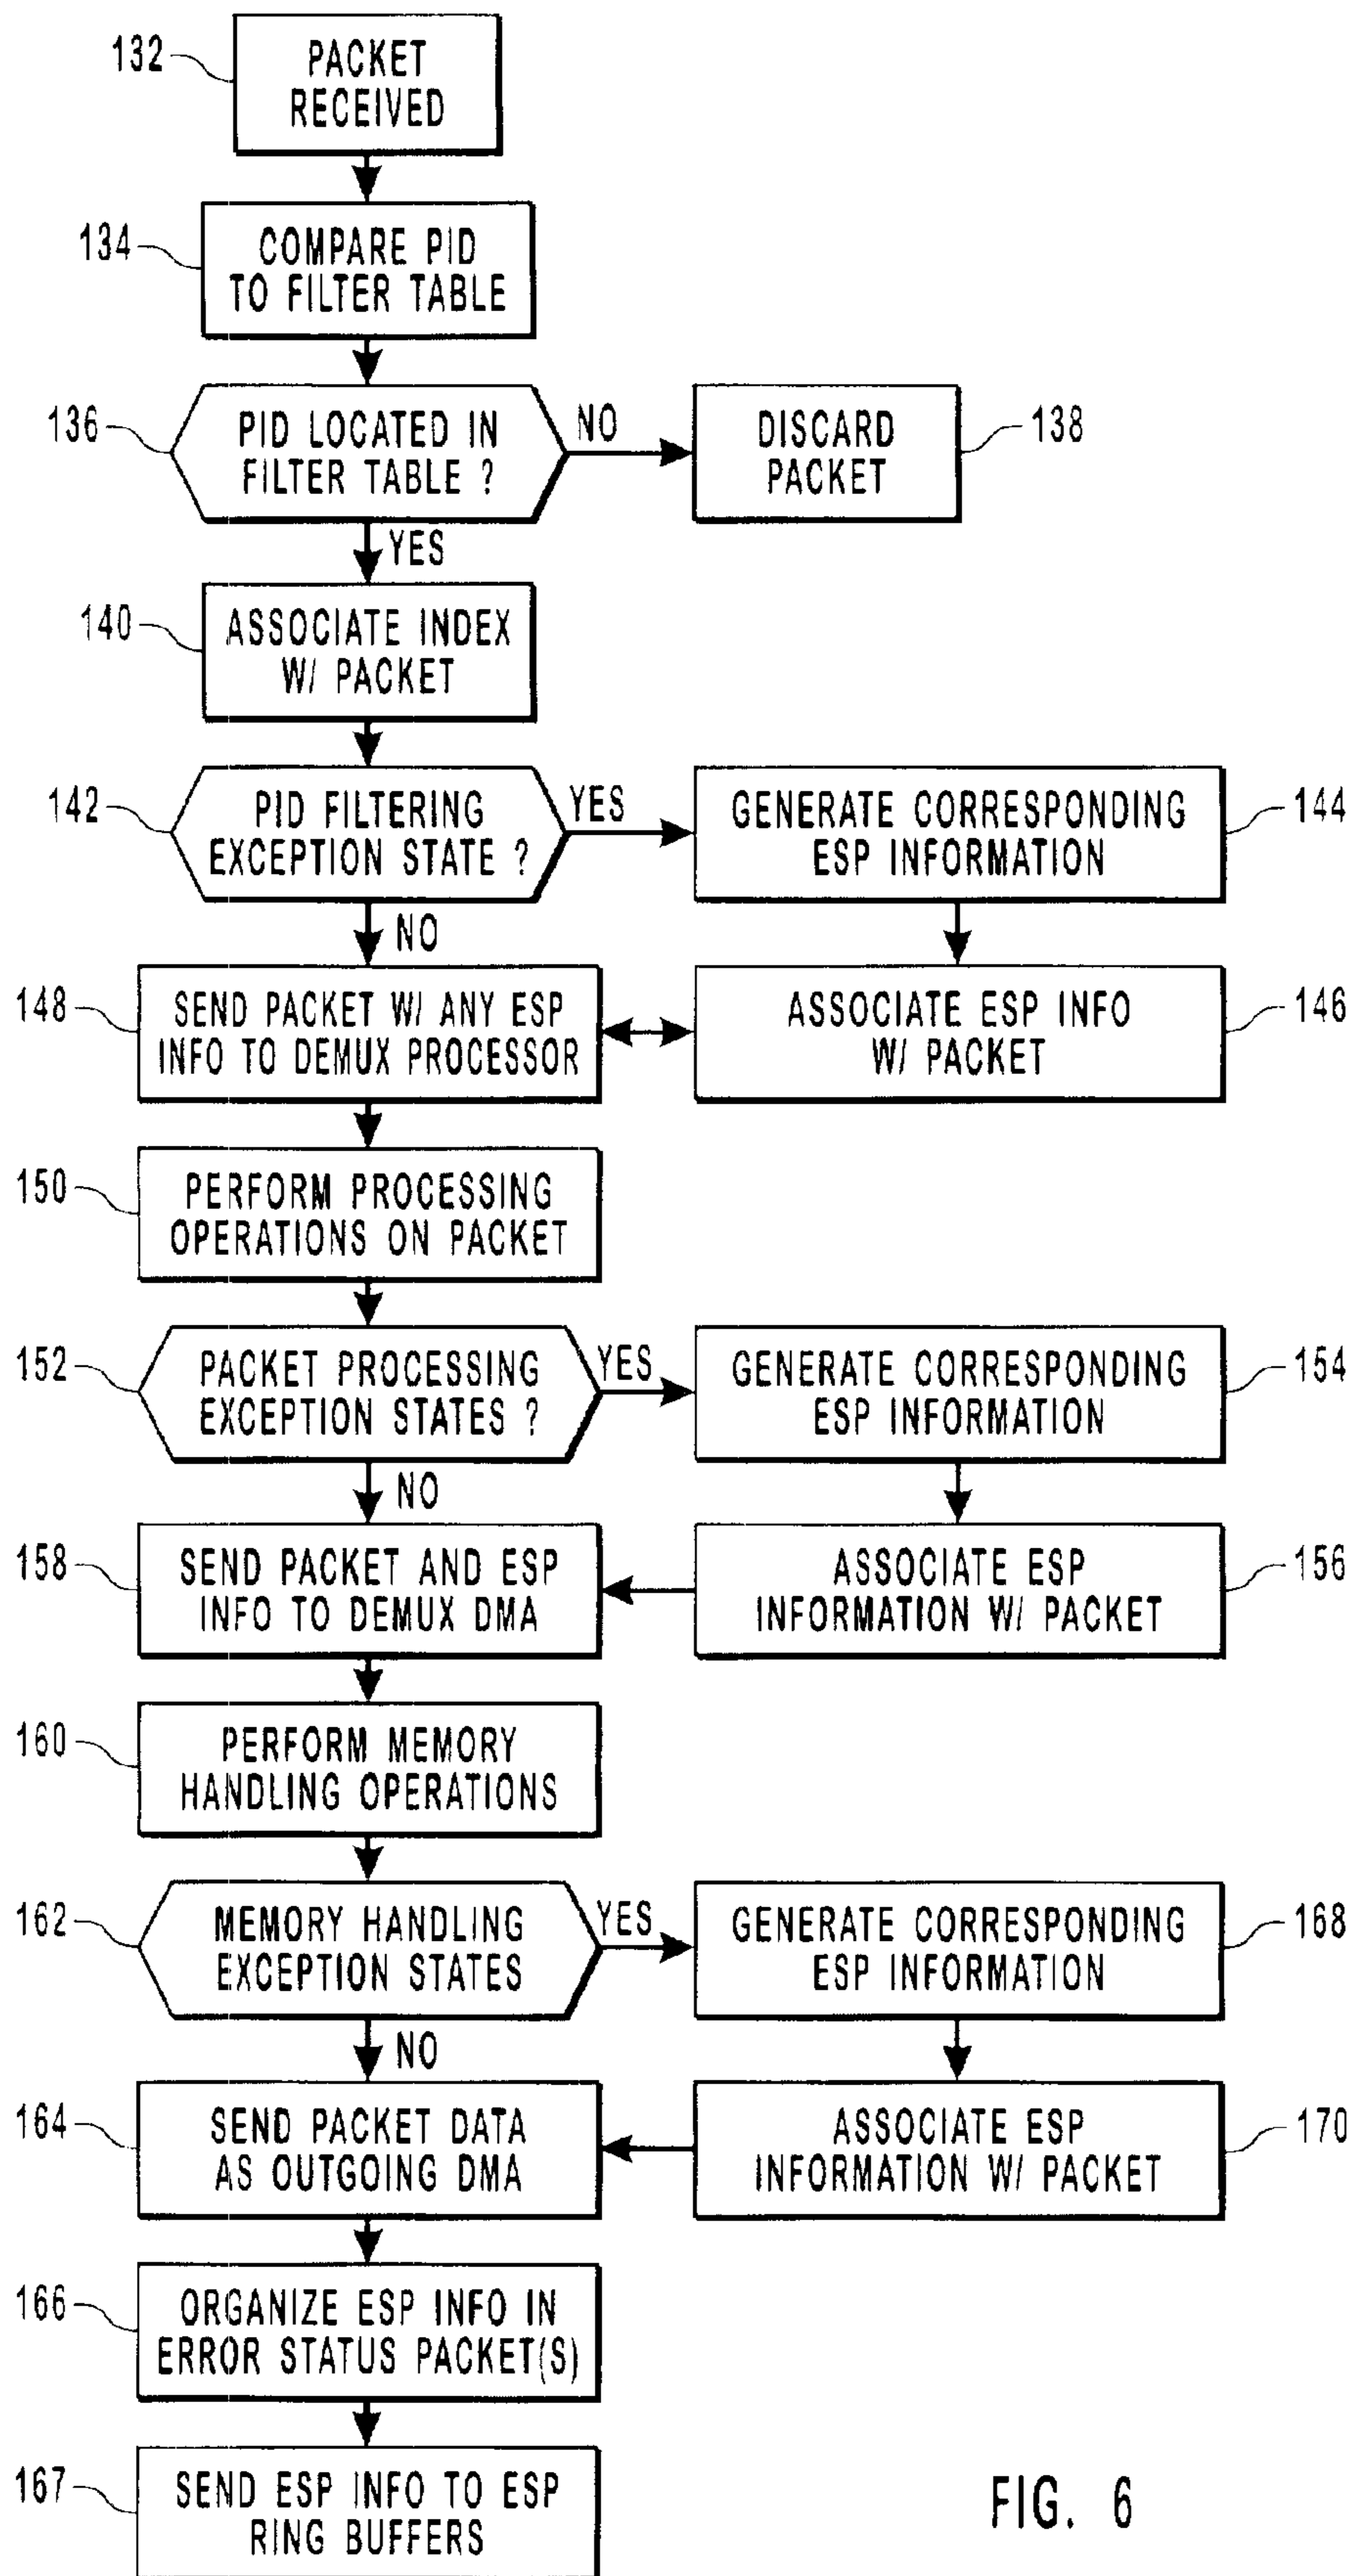 132
PACKET
RECEIVED
134
COMPARE PID
TO FILTER TABLE
136
PID LOCATED IN
FILTER TABLE ?
NO
DISCARD
PACKET
138
YES
140
ASSOCIATE INDEX
W/ PACKET
142
PID FILTERING
EXCEPTION STATE ?
YES
GENERATE CORRESPONDING
ESP INFORMATION
144
NO
148
SEND PACKET W/ ANY ESP
INFO TO DEMUX PROCESSOR
ASSOCIATE ESP INFO
W/ PACKET
146
150
PERFORM PROCESSING
OPERATIONS ON PACKET
152
PACKET PROCESSING
EXCEPTION STATES ?
YES
GENERATE CORRESPONDING
ESP INFORMATION
154
NO
158
SEND PACKET AND ESP
INFO TO DEMUX DMA
ASSOCIATE ESP
INFORMATION W/ PACKET
156
160
PERFORM MEMORY
HANDLING OPERATIONS
162
MEMORY HANDLING
EXCEPTION STATES
YES
GENERATE CORRESPONDING
ESP INFORMATION
168
NO
164
SEND PACKET DATA
AS OUTGOING DMA
ASSOCIATE ESP
INFORMATION W/ PACKET
170
166
ORGANIZE ESP INFO IN
ERROR STATUS PACKET(S)
167
SEND ESP INFO TO ESP
RING BUFFERS
FIG. 6